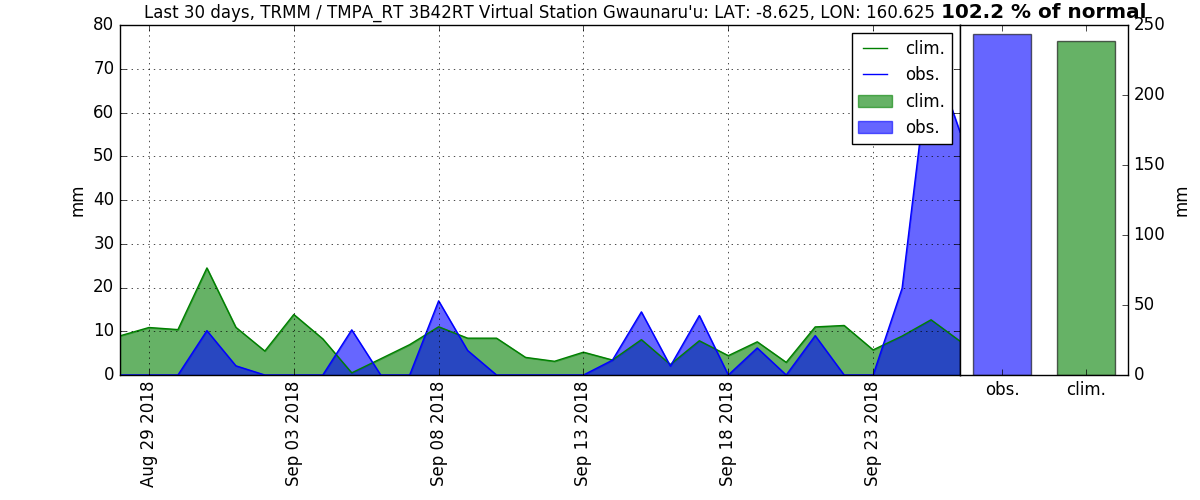 Last 30 days, TRMM / TMPA_RT 3B42RT Virtual Station Gwaunaru'u: LAT: -8.625, LON: 160.625 102.2 % of normal
80
70
60
50
40
30
20
10
0
mm
clim.
obs.
clim.
obs.
250
200
150
100
50
0
mm
Aug 29 2018
Sep 03 2018
Sep 08 2018
Sep 13 2018
Sep 18 2018
Sep 23 2018
obs.
clim.